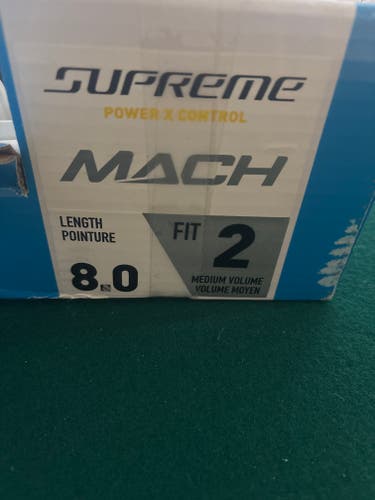 SUPREME
POWER X CONTROL
MACH
LENGTH
POINTURE
8.0
FIT 2
MEDIUM VOLUME
VOLUME MOYEN